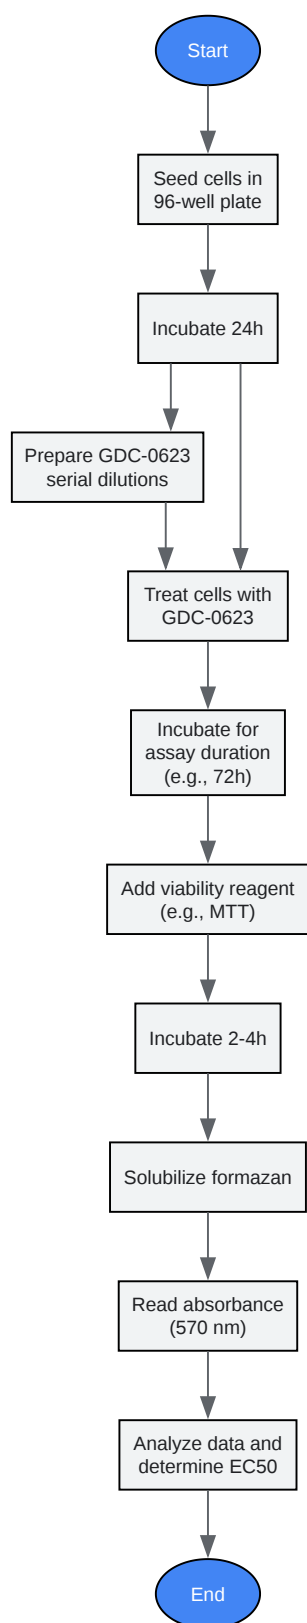 Start
Seed cells in
96-well plate
Incubate 24h
Prepare GDC-0623
serial dilutions
Treat cells with
GDC-0623
Incubate for
assay duration
(e.g., 72h)
Add viability reagent
(e.g., MTT)
Incubate 2-4h
Solubilize formazan
Read absorbance
(570 nm)
Analyze data and
determine EC50
End